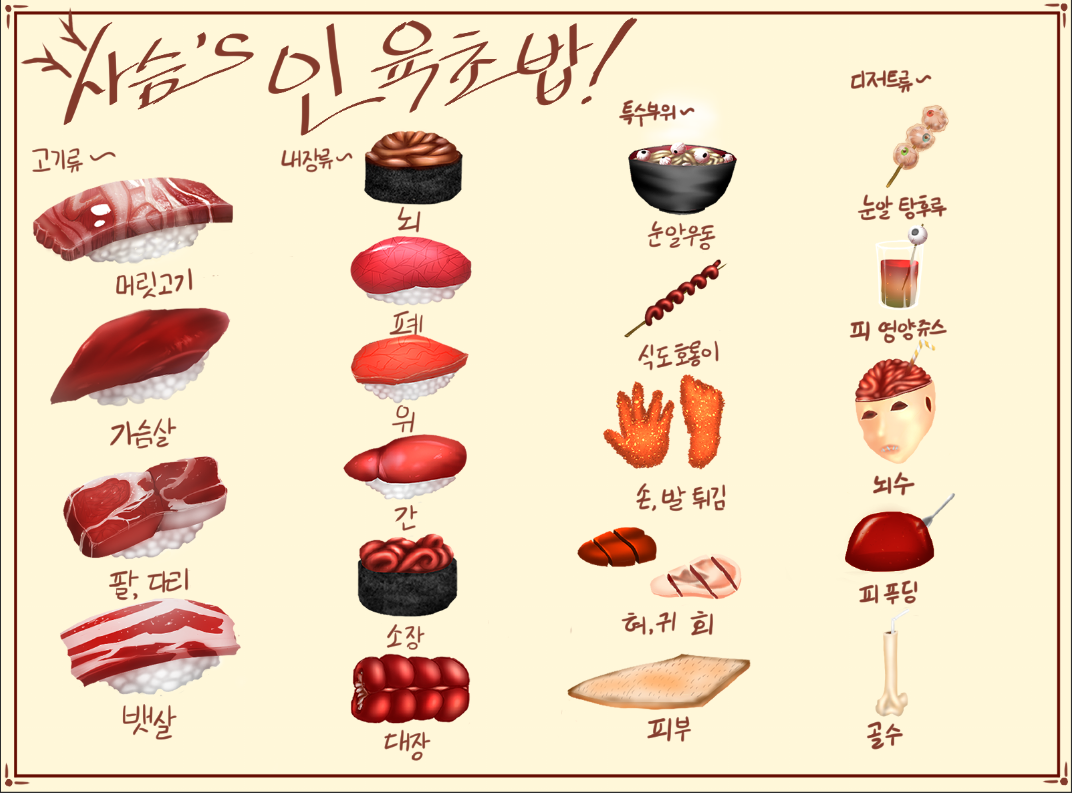 사슴's 인육초밥!
고기류~
머릿고기
가슴살
팔, 다리
뱃살
내장류~
뇌
폐
위
간
소장
대장
특수부위~
눈알우동
식도호롱이
손, 발 튀김
혀, 귀 회
피부
디저트류~
눈알 탕후루
피 영양쥬스
뇌수
피푸딩
골수